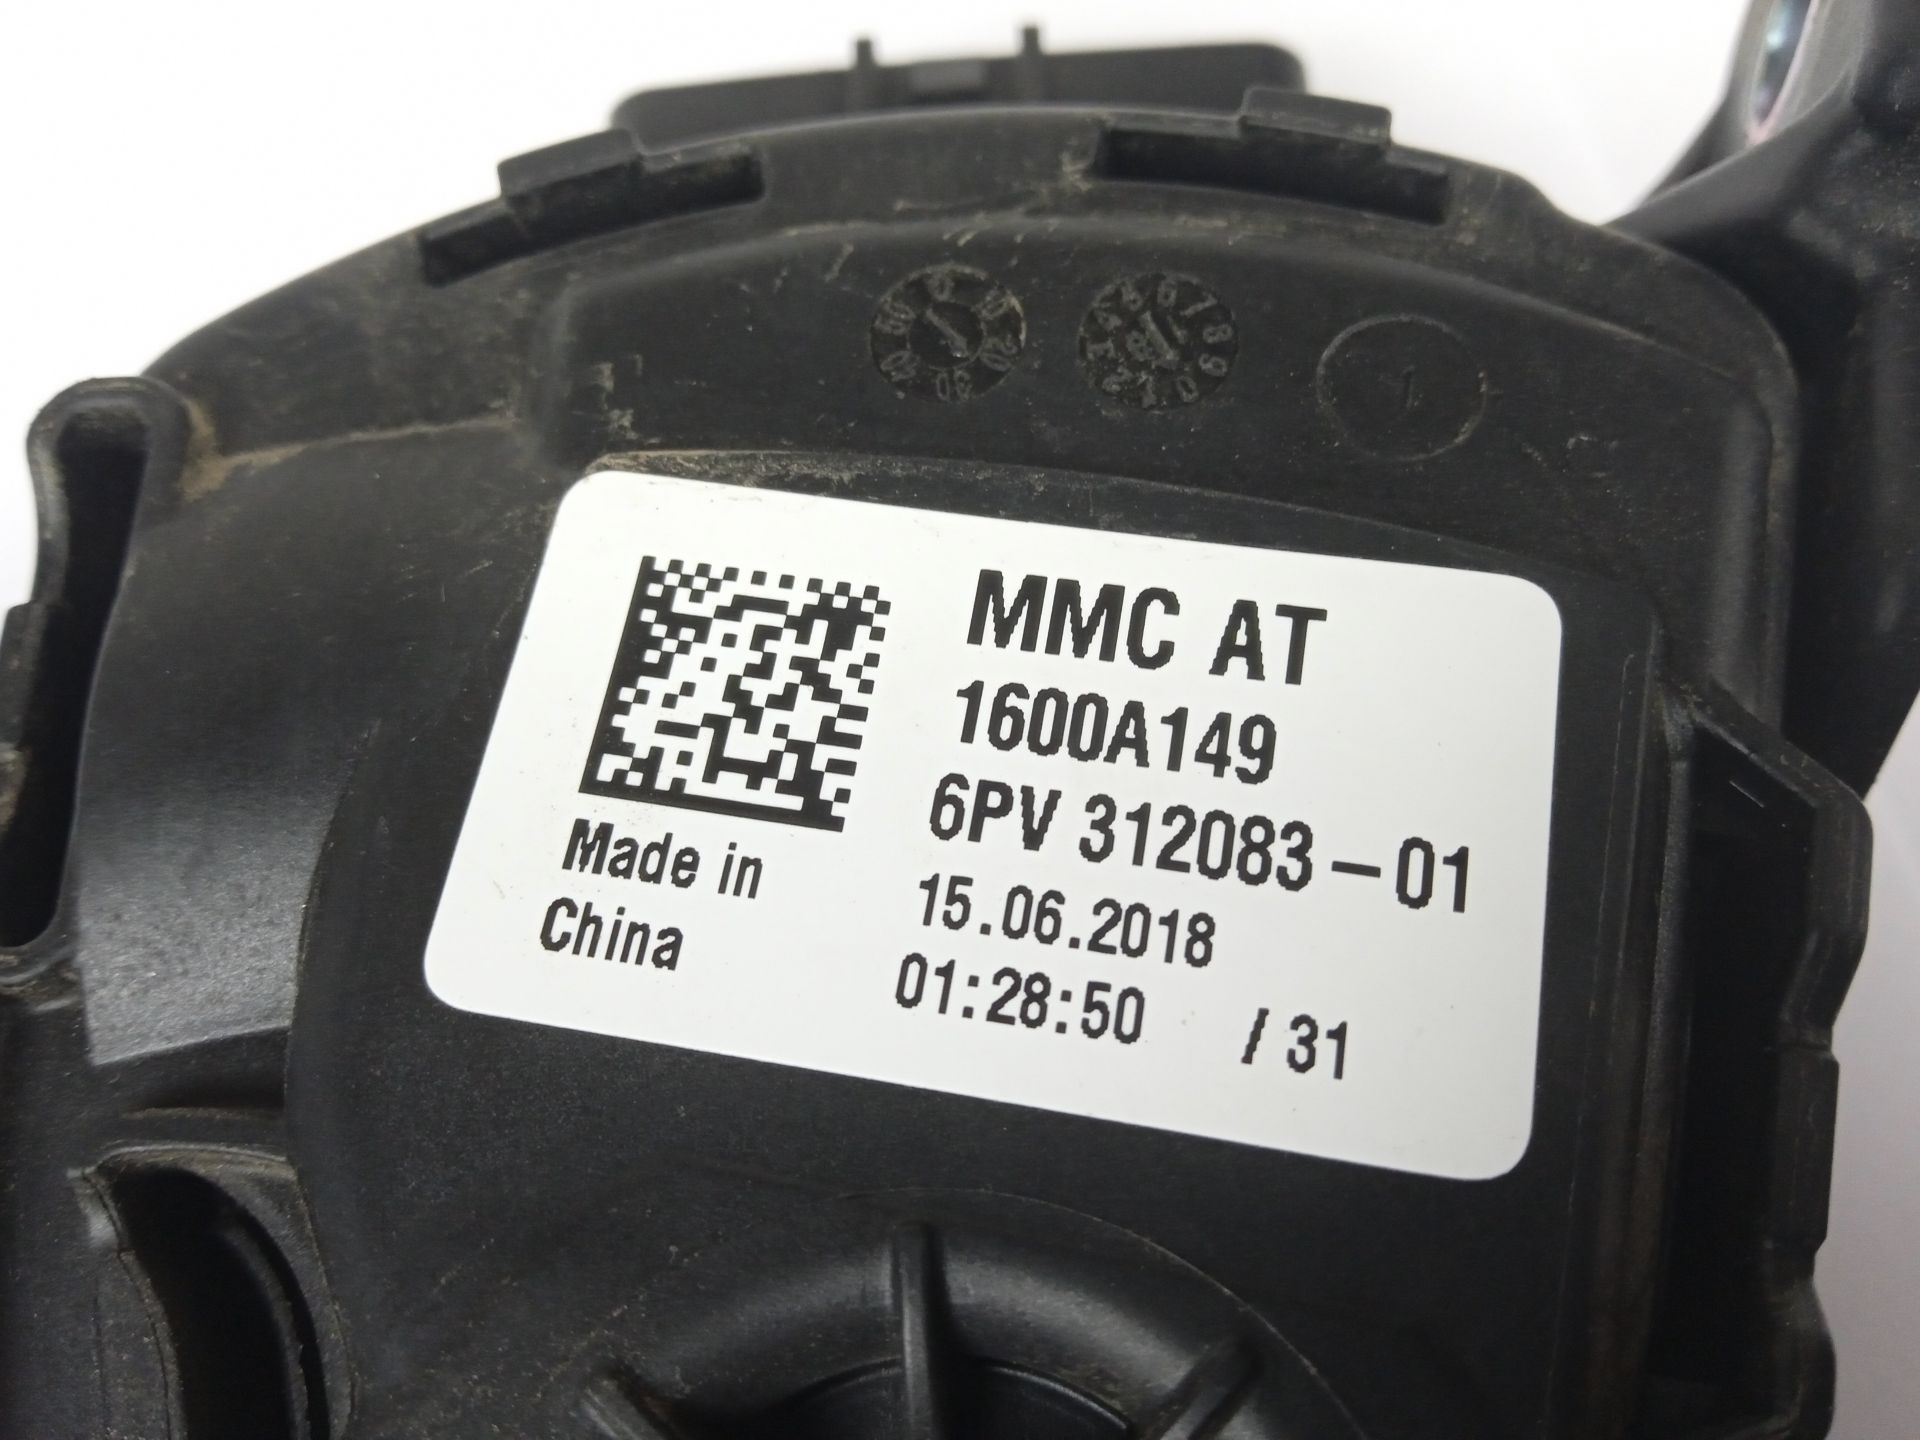 MMC AT
1600A149
6PV 312083-01
15.06.2018
01:28:50 / 31
Made in
China